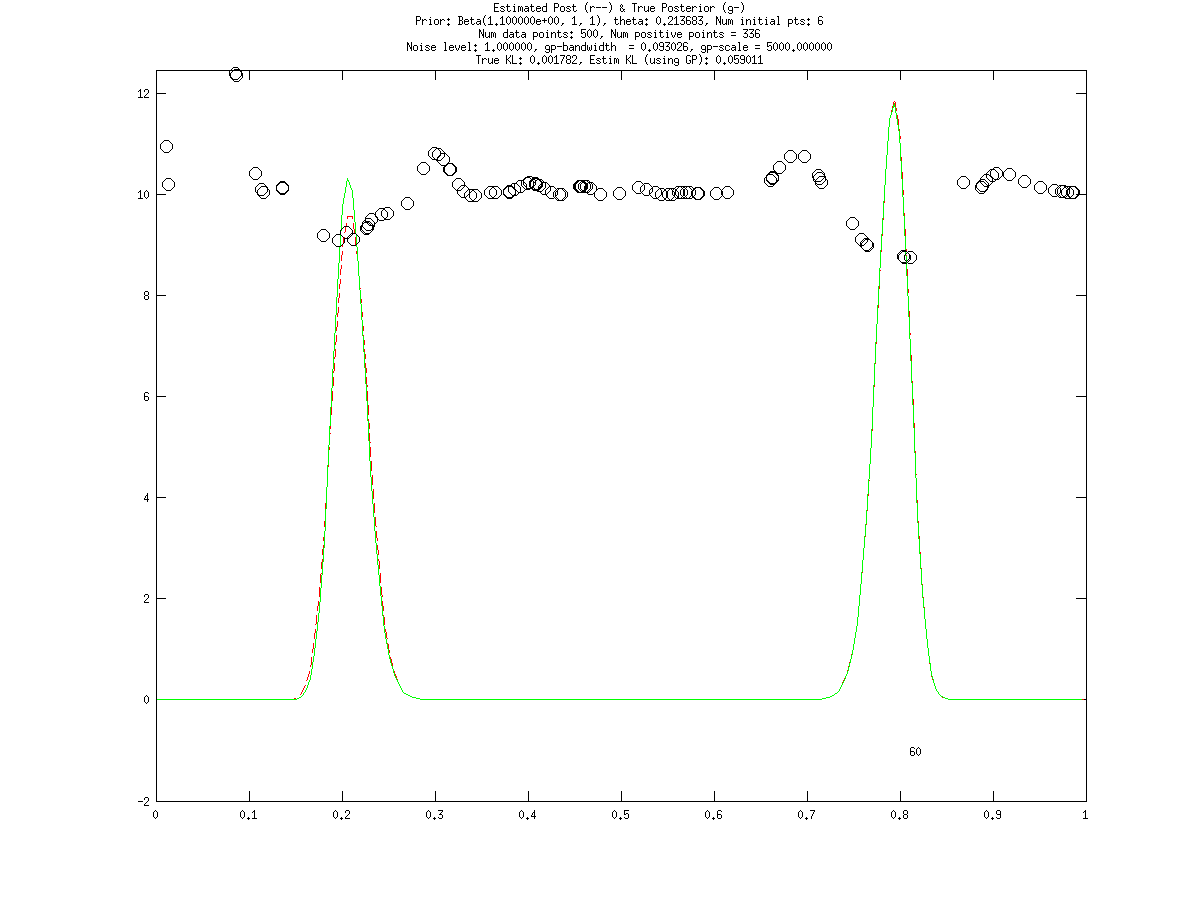 Estimated Post (r--) & True Posterior (g-)
Prior: Beta(1.100000e+00, 1, 1), theta: 0.213683, Num initial pts: 6
Num data points: 500, Num positive points = 336
Noise level: 1.000000, gp-bandwidth = 0.093026, gp-scale = 5000.000000
True KL: 0.001782, Estim KL (using GP): 0.059011
12
10
8
6
4
2
0
60
-2
0 0.1 0.2 0.3 0.4 0.5 0.6 0.7 0.8 0.9 1